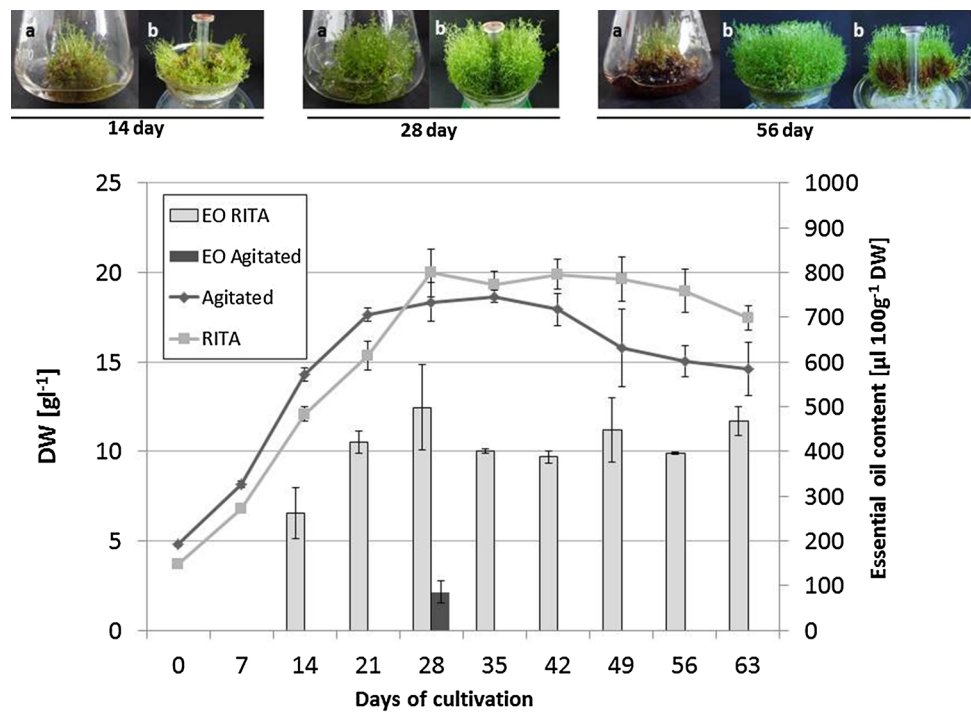 a b a b a b b
14 day 28 day 56 day
25 1000
900
20 800
700
15 600
500
10 400
300
5 200
100
0 0
EO RITA
EO Agitated
Agitated
RITA
DW [gl-1]
Essential oil content [µl 100g-1 DW]
0 7 14 21 28 35 42 49 56 63
Days of cultivation